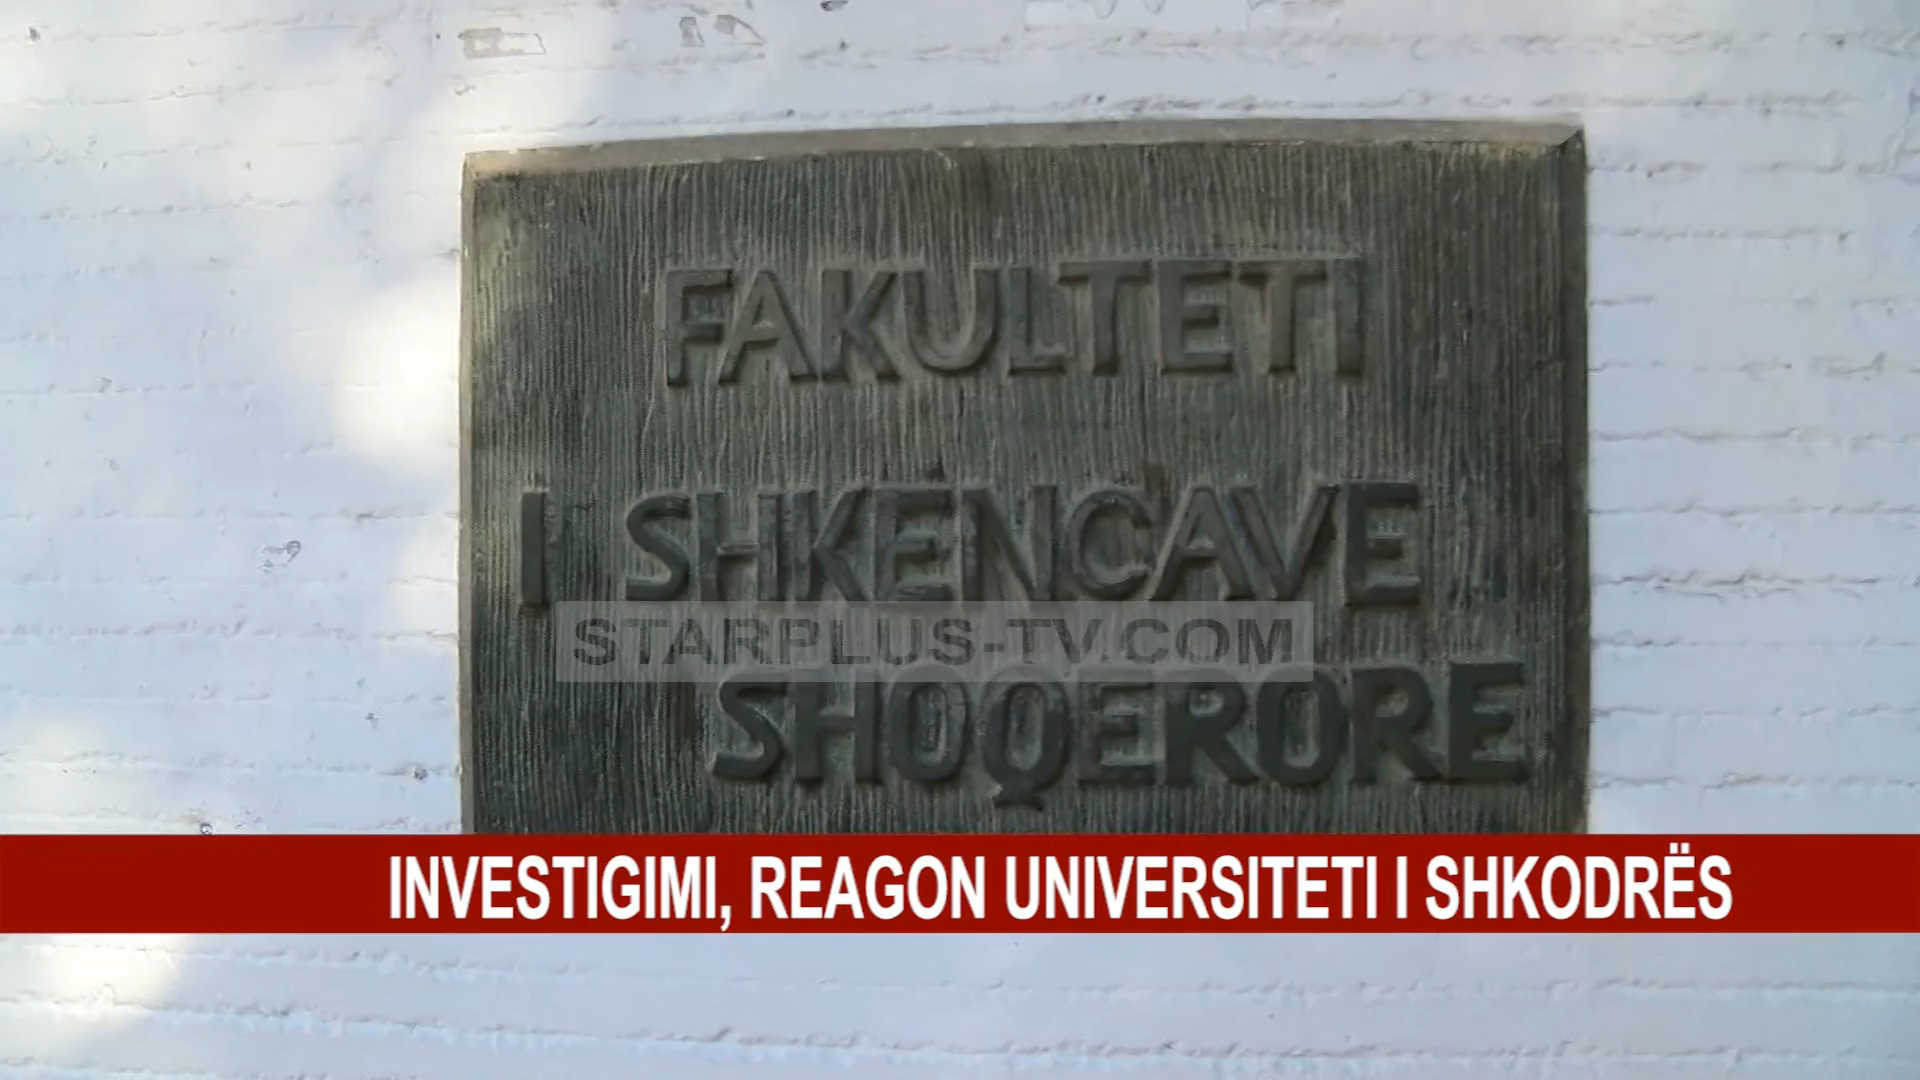 FAKULTETI
I SHKENCAVE
STARPLUS-TV.COM
SHOQERORE
INVESTIGIMI, REAGON UNIVERSITETI I SHKODRËS